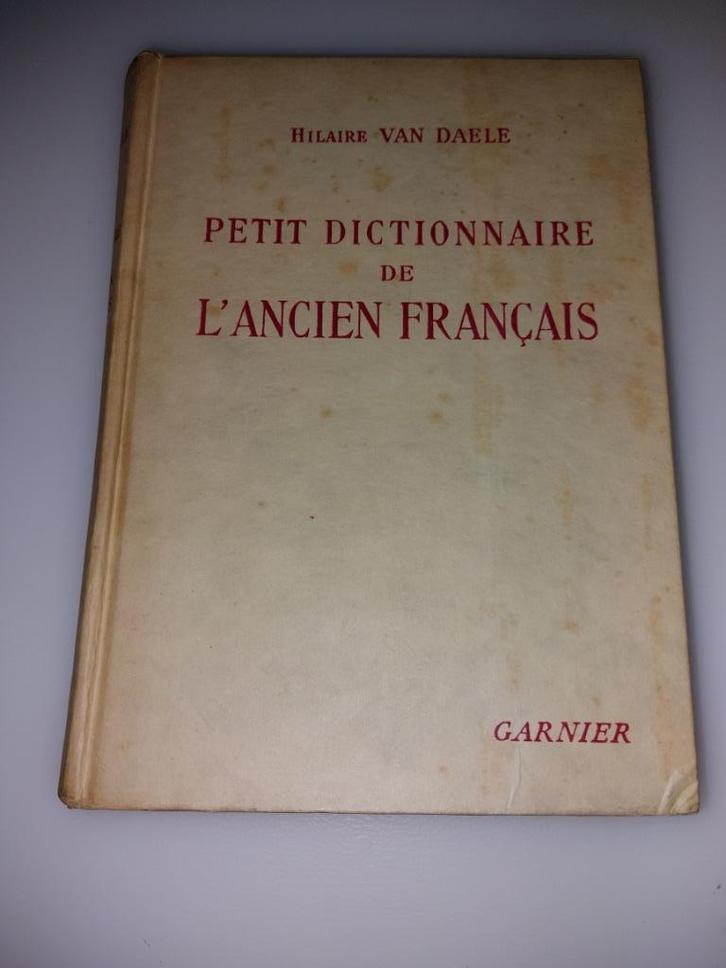 HILAIRE VAN DAELE
PETIT DICTIONNAIRE
DE
L'ANCIEN FRANÇAIS
GARNIER